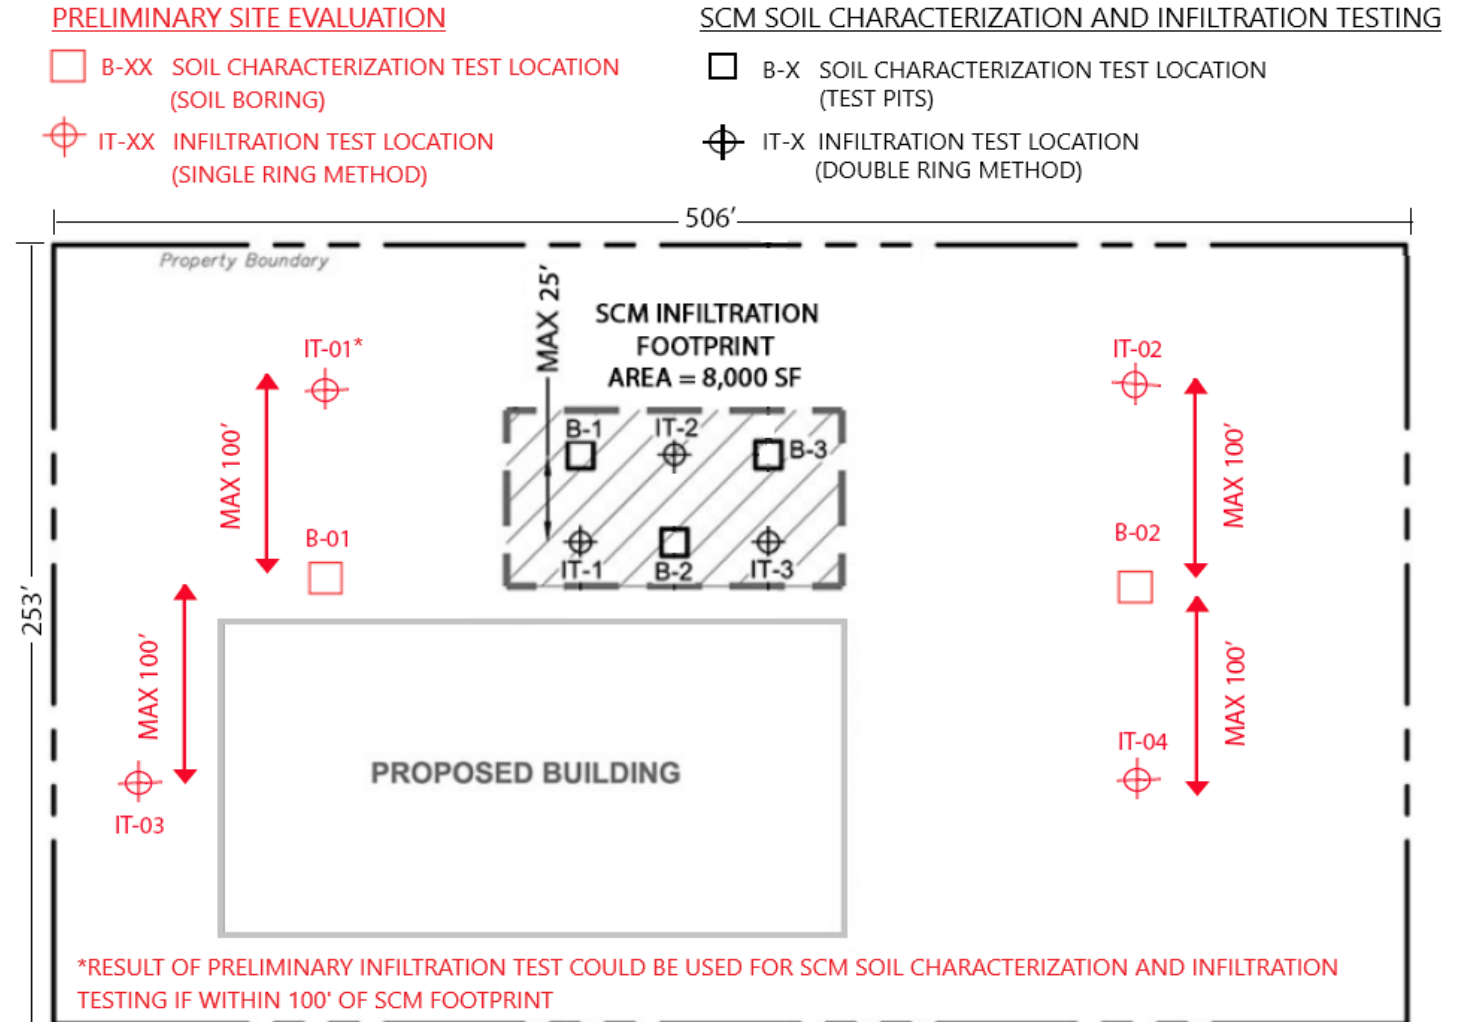 PRELIMINARY SITE EVALUATION
B-XX SOIL CHARACTERIZATION TEST LOCATION
(SOIL BORING)
IT-XX INFILTRATION TEST LOCATION
(SINGLE RING METHOD)
SCM SOIL CHARACTERIZATION AND INFILTRATION TESTING
B-X SOIL CHARACTERIZATION TEST LOCATION
(TEST PITS)
IT-X INFILTRATION TEST LOCATION
(DOUBLE RING METHOD)
506’
253’
Property Boundary
MAX 25’
SCM INFILTRATION
FOOTPRINT
AREA = 8,000 SF
IT-01*
MAX 100’
B-01
MAX 100’
IT-03
B-1
IT-2
B-3
IT-1
B-2
IT-3
IT-02
MAX 100’
B-02
MAX 100’
IT-04
PROPOSED BUILDING
*RESULT OF PRELIMINARY INFILTRATION TEST COULD BE USED FOR SCM SOIL CHARACTERIZATION AND INFILTRATION
TESTING IF WITHIN 100' OF SCM FOOTPRINT